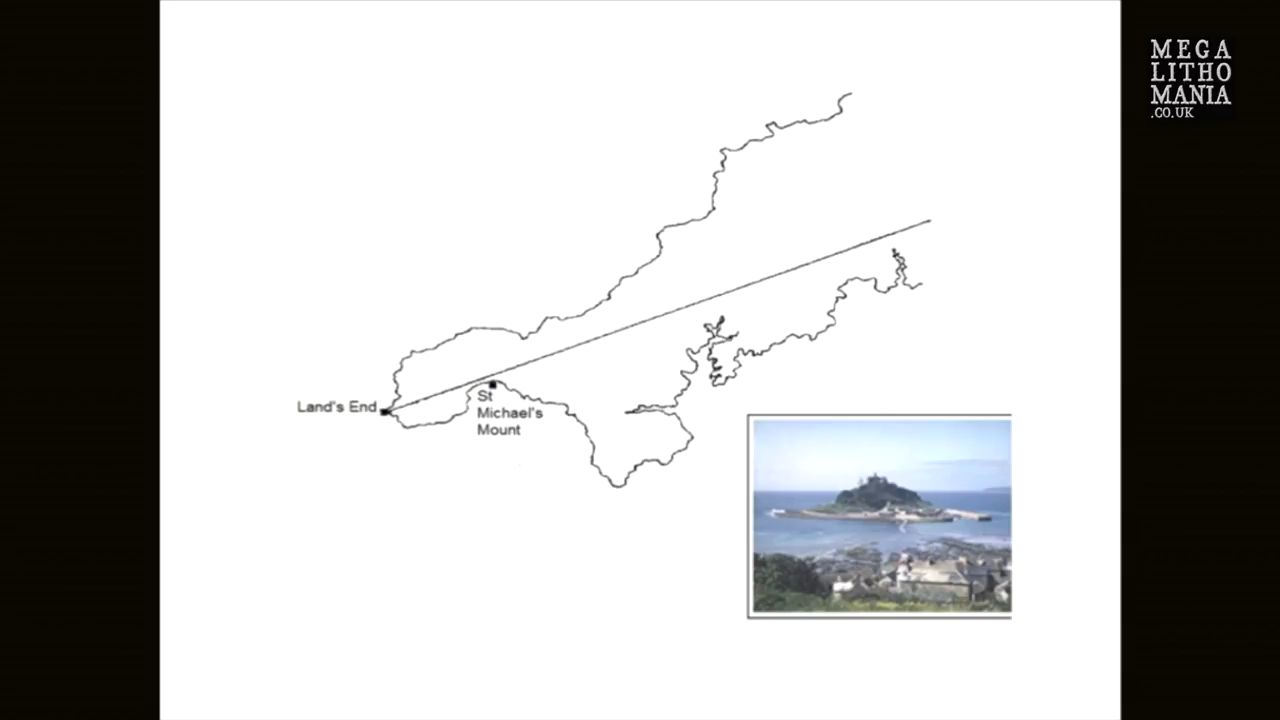 MEGA
LITHO
MANIA
.CO.UK
Land's End
St
Michael's
Mount